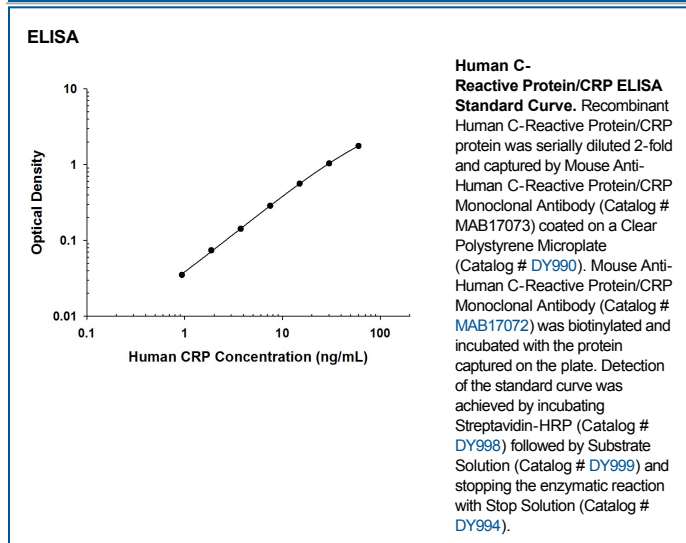 ELISA
10
1
0.1
0.01
Optical Density
0.1
1
10
100
Human CRP Concentration (ng/mL)
Human C-
Reactive Protein/CRP ELISA
Standard Curve. Recombinant
Human C-Reactive Protein/CRP
protein was serially diluted 2-fold
and captured by Mouse Anti-
Human C-Reactive Protein/CRP
Monoclonal Antibody (Catalog #
MAB17073) coated on a Clear
Polystyrene Microplate
(Catalog # DY990). Mouse Anti-
Human C-Reactive Protein/CRP
Monoclonal Antibody (Catalog #
MAB17072) was biotinylated and
incubated with the protein
captured on the plate. Detection
of the standard curve was
achieved by incubating
Streptavidin-HRP (Catalog #
DY998) followed by Substrate
Solution (Catalog # DY999) and
stopping the enzymatic reaction
with Stop Solution (Catalog #
DY994).